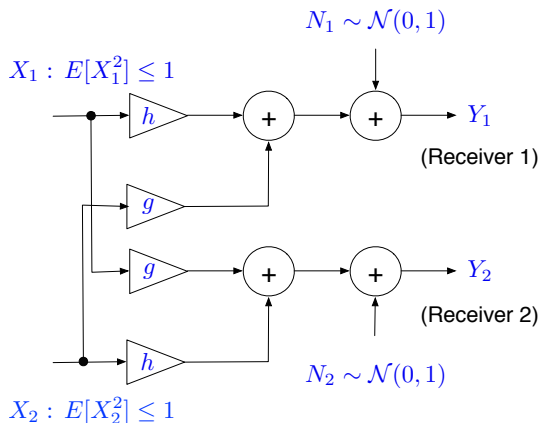 N₁ ∼ 𝒩(0, 1)
X₁ : E[X₁²] ≤ 1
h
+
+
Y₁
(Receiver 1)
g
g
+
+
Y₂
(Receiver 2)
h
N₂ ∼ 𝒩(0, 1)
X₂ : E[X₂²] ≤ 1